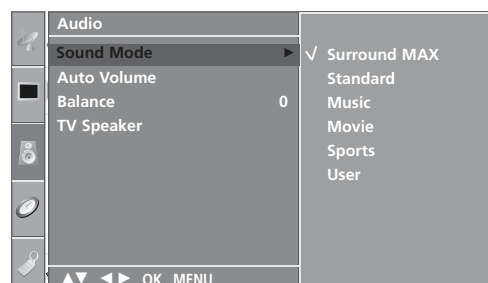 Audio
Sound Mode ►
Auto Volume
Balance 0
TV Speaker
▲▼ ◄► OK MENU
√ Surround MAX
Standard
Music
Movie
Sports
User